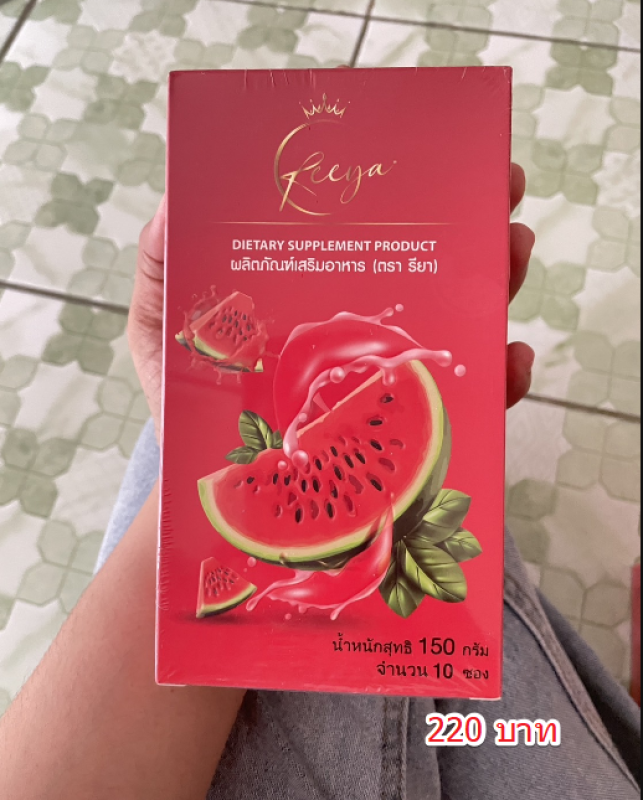 Reeya
DIETARY SUPPLEMENT PRODUCT
ผลิตภัณฑ์เสริมอาหาร (ตรา รียา)
น้ำหนักสุทธิ 150 กรัม
จำนวน 10 ซอง
220 บาท